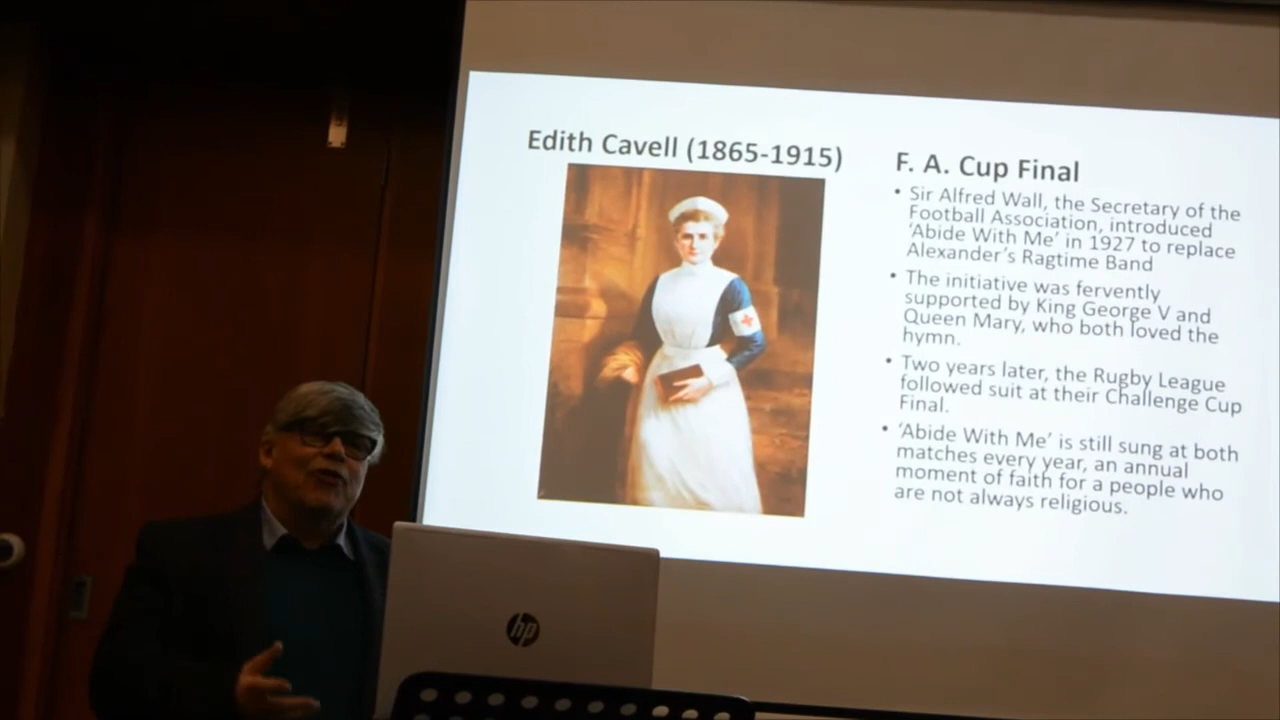 Edith Cavell (1865-1915)
F. A. Cup Final
• Sir Alfred Wall, the Secretary of the
Football Association, introduced
‘Abide With Me’ in 1927 to replace
Alexander’s Ragtime Band
• The initiative was fervently
supported by King George V and
Queen Mary, who both loved the
hymn.
• Two years later, the Rugby League
followed suit at their Challenge Cup
Final.
• ‘Abide With Me’ is still sung at both
matches every year, an annual
moment of faith for a people who
are not always religious.
hp